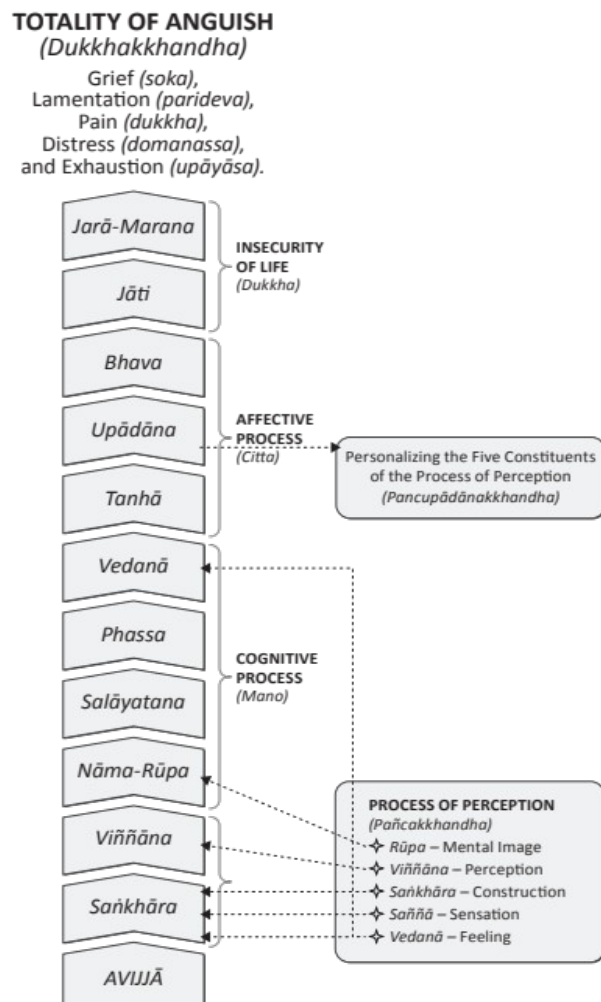 TOTALITY OF ANGUISH
(Dukkhakkhandha)
Grief (soka),
Lamentation (parideva),
Pain (dukkha),
Distress (domanassa),
and Exhaustion (upāyāsa).
Jarā-Marana
INSECURITY
OF LIFE
(Dukkha)
Jāti
Bhava
Upādāna
AFFECTIVE
PROCESS
(Citta)
Personalizing the Five Constituents
of the Process of Perception
(Pancupādānakkhandha)
Tanhā
Vedanā
Phassa
COGNITIVE
PROCESS
(Mano)
Salāyatana
Nāma-Rūpa
Viññāna
Saṅkhāra
AVIJJĀ
PROCESS OF PERCEPTION
(Pañcakkhandha)
Rūpa – Mental Image
Viññāna – Perception
Saṅkhāra – Construction
Saññā – Sensation
Vedanā – Feeling